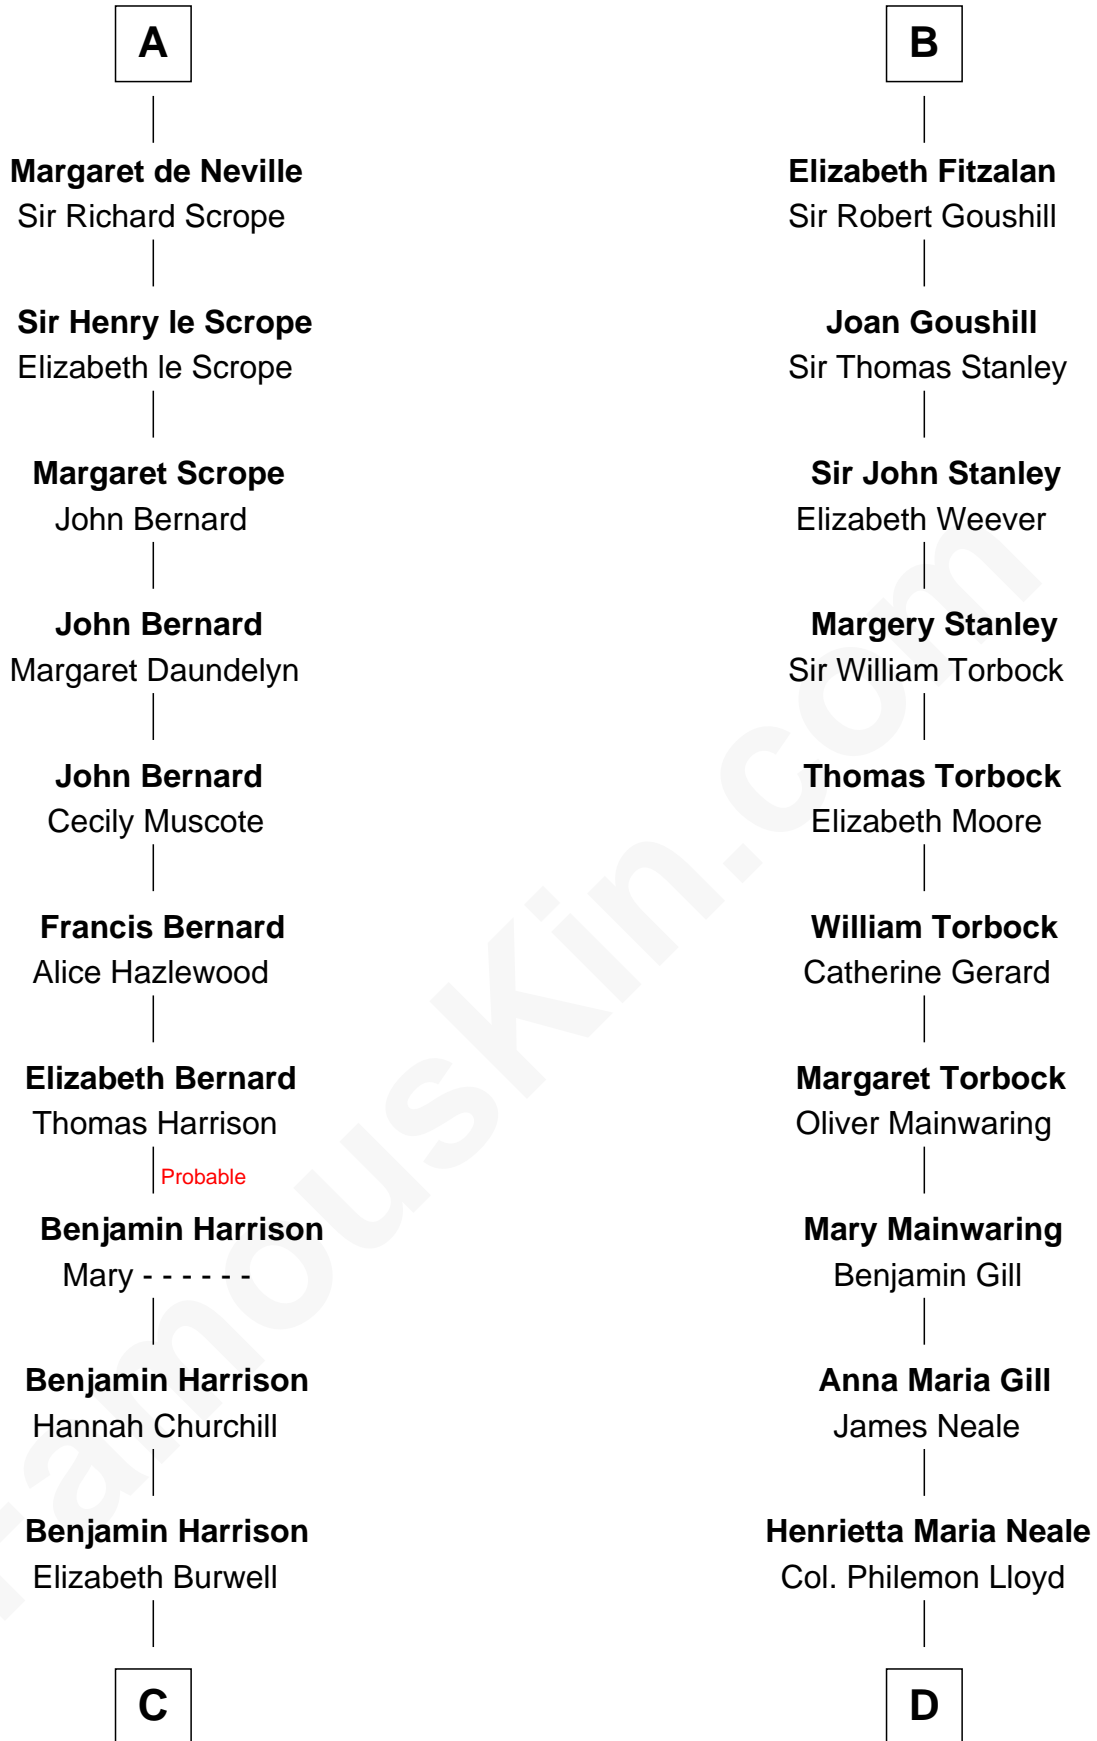 A
Margaret de Neville
Sir Richard Scrope
Sir Henry le Scrope
Elizabeth le Scrope
Margaret Scrope
John Bernard
John Bernard
Margaret Daundelyn
John Bernard
Cecily Muscote
Francis Bernard
Alice Hazlewood
Elizabeth Bernard
Thomas Harrison
Probable
Benjamin Harrison
Mary - - - - - -
Benjamin Harrison
Hannah Churchill
Benjamin Harrison
Elizabeth Burwell
C
B
Elizabeth Fitzalan
Sir Robert Goushill
Joan Goushill
Sir Thomas Stanley
Sir John Stanley
Elizabeth Weever
Margery Stanley
Sir William Torbock
Thomas Torbock
Elizabeth Moore
William Torbock
Catherine Gerard
Margaret Torbock
Oliver Mainwaring
Mary Mainwaring
Benjamin Gill
Anna Maria Gill
James Neale
Henrietta Maria Neale
Col. Philemon Lloyd
D
FamousKin.com